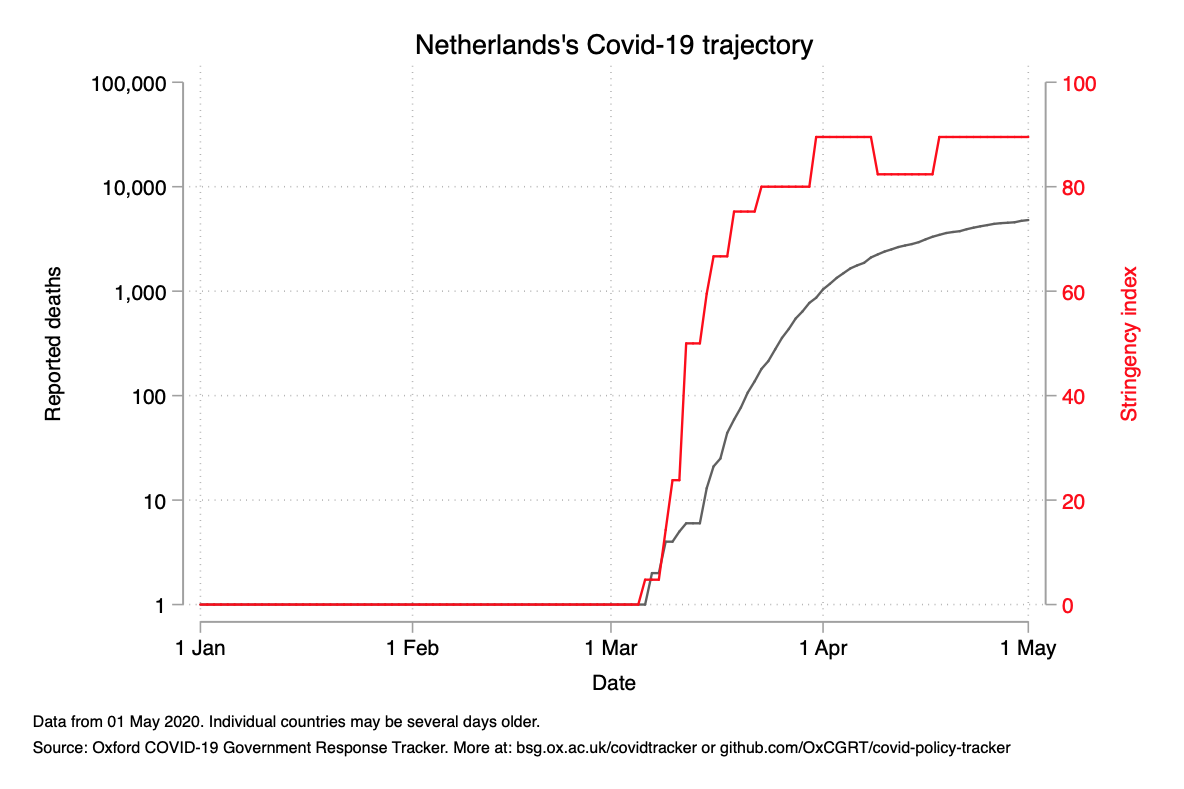 Netherlands's Covid-19 trajectory
100,000
10,000
1,000
100
10
1
Reported deaths
100
80
60
40
20
0
Stringency index
1 Jan
1 Feb
1 Mar
1 Apr
1 May
Date
Data from 01 May 2020. Individual countries may be several days older.
Source: Oxford COVID-19 Government Response Tracker. More at: bsg.ox.ac.uk/covidtracker or github.com/OxCGRT/covid-policy-tracker